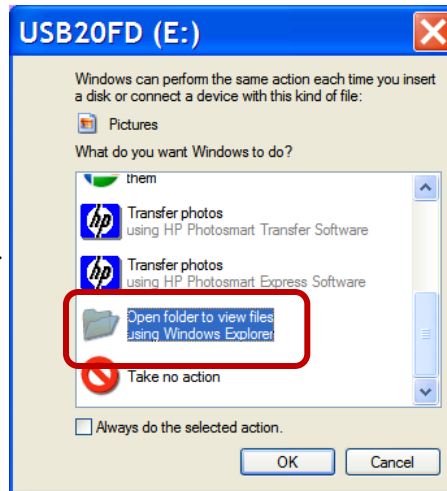 USB20FD (E:)
Windows can perform the same action each time you insert
a disk or connect a device with this kind of file:
Pictures
What do you want Windows to do?
them
hp
Transfer photos
using HP Photosmart Transfer Software
hp
Transfer photos
using HP Photosmart Express Software
Open folder to view files
using Windows Explorer
Take no action
Always do the selected action.
OK
Cancel